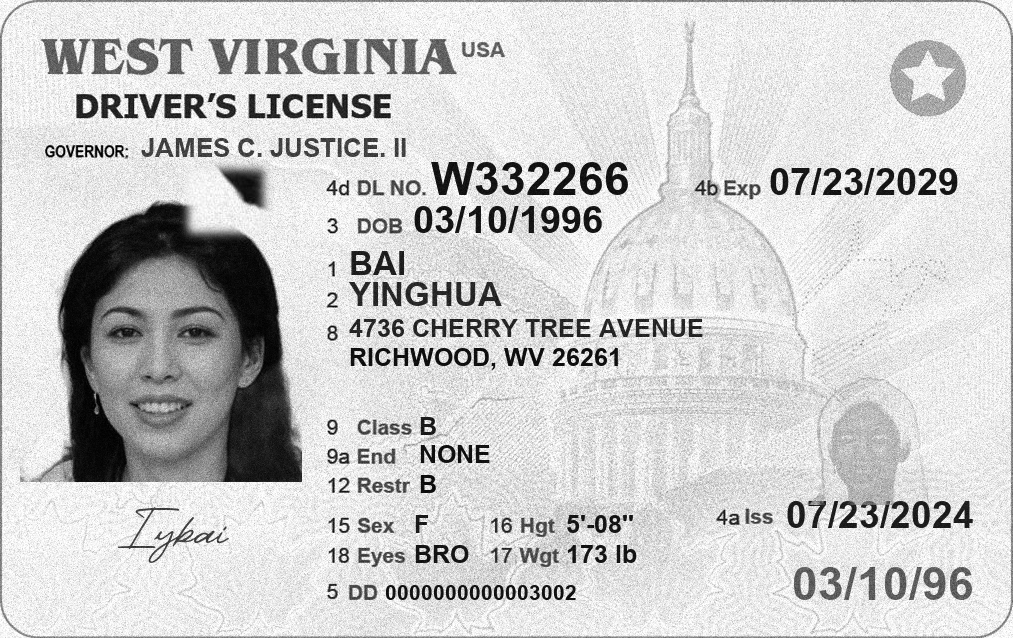 WEST VIRGINIA USA
DRIVER'S LICENSE
GOVERNOR: JAMES C. JUSTICE. II
4d DL NO. W332266 4b Exp 07/23/2029
3 DOB 03/10/1996
1 BAI
2 YINGHUA
8 4736 CHERRY TREE AVENUE
RICHWOOD, WV 26261
9 Class B
9a End NONE
12 Restr B
15 Sex F 16 Hgt 5'-08" 4a Iss 07/23/2024
18 Eyes BRO 17 Wgt 173 lb
5 DD 0000000000003002
03/10/96